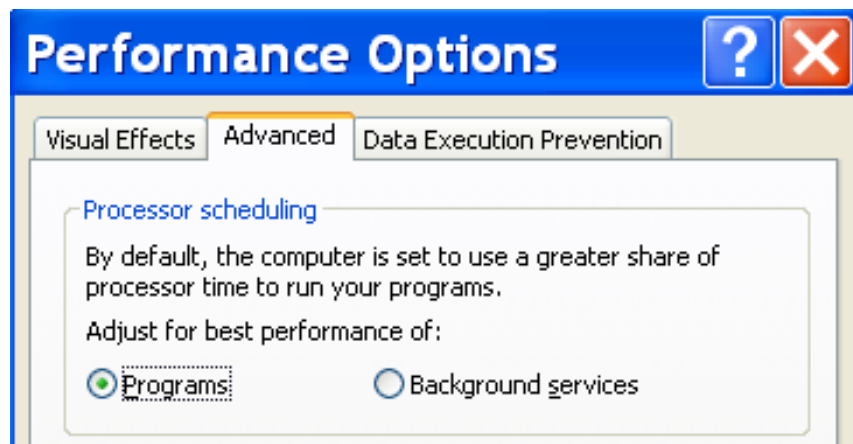 Performance Options
Visual Effects Advanced Data Execution Prevention
Processor scheduling
By default, the computer is set to use a greater share of
processor time to run your programs.
Adjust for best performance of:
Programs Background services